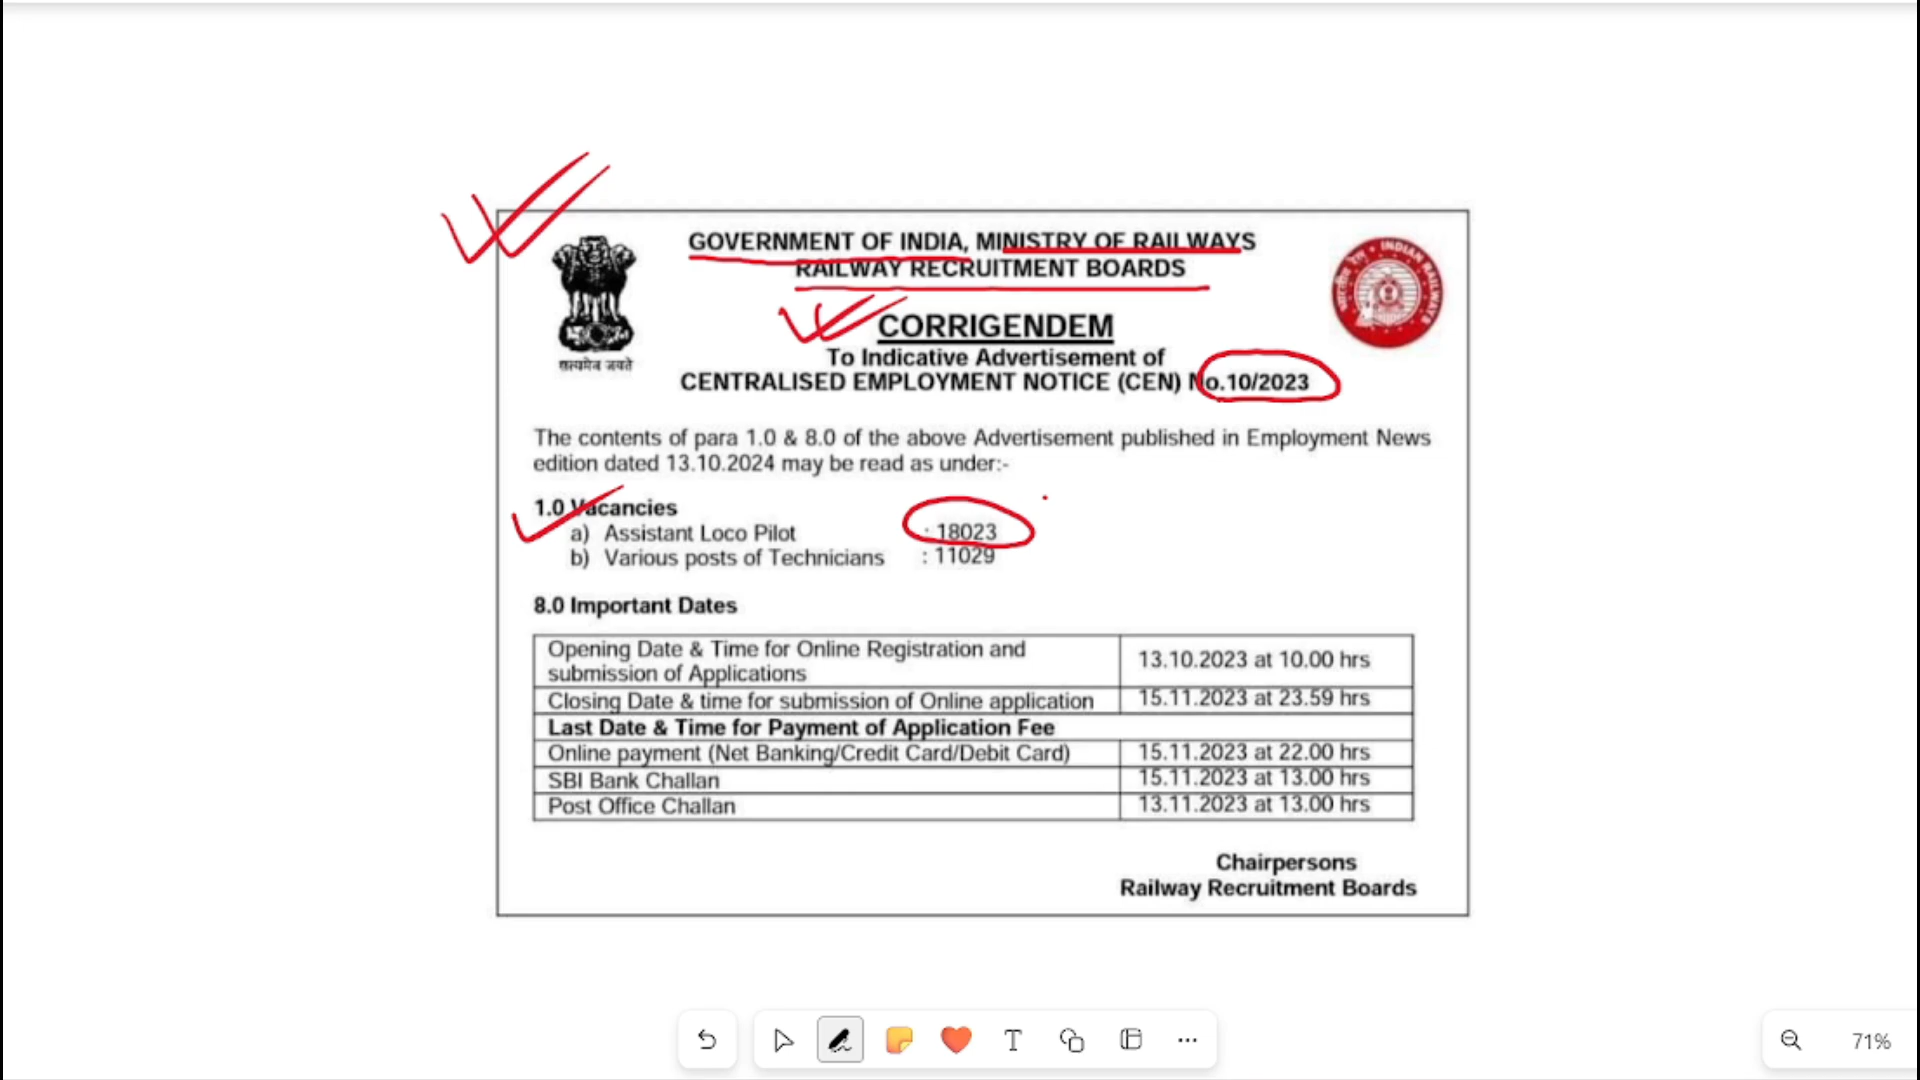 GOVERNMENT OF INDIA, MINISTRY OF RAILWAYS
RAILWAY RECRUITMENT BOARDS
CORRIGENDEM
To Indicative Advertisement of
CENTRALISED EMPLOYMENT NOTICE (CEN) No.10/2023
सत्यमेव जयते
INDIAN RAILWAYS
भारतीय रेल
The contents of para 1.0 & 8.0 of the above Advertisement published in Employment News
edition dated 13.10.2024 may be read as under:-
1.0 Vacancies
a) Assistant Loco Pilot : 18023
b) Various posts of Technicians : 11029
8.0 Important Dates
Opening Date & Time for Online Registration and
submission of Applications 13.10.2023 at 10.00 hrs
Closing Date & time for submission of Online application 15.11.2023 at 23.59 hrs
Last Date & Time for Payment of Application Fee
Online payment (Net Banking/Credit Card/Debit Card) 15.11.2023 at 22.00 hrs
SBI Bank Challan 15.11.2023 at 13.00 hrs
Post Office Challan 13.11.2023 at 13.00 hrs
Chairpersons
Railway Recruitment Boards
T
71%